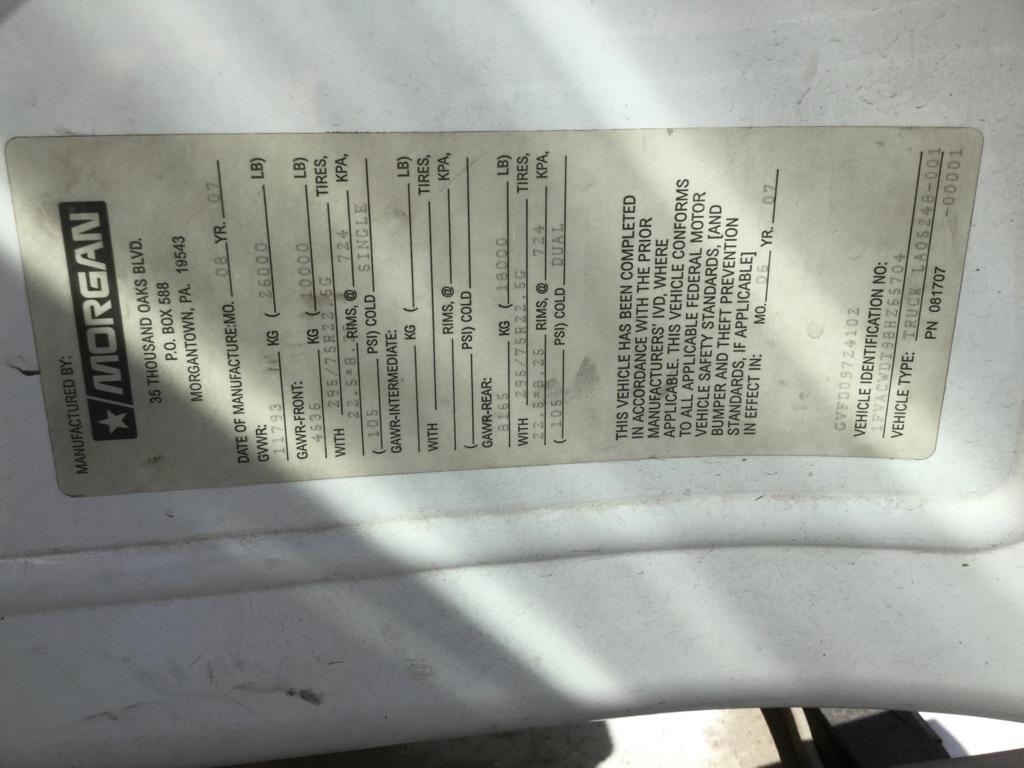 MANUFACTURED BY:
MORGAN
35 THOUSAND OAKS BLVD.
P.O. BOX 588
MORGANTOWN, PA. 19543
DATE OF MANUFACTURE:MO. 08 YR. 07
GVWR:
11793 KG ( 26000 LB)
GAWR-FRONT:
4536 KG ( 10000 LB)
WITH 295/75R22.5G TIRES,
22.5*8. RIMS, @ 724 KPA,
( 105 PSI) COLD SINGLE
GAWR-INTERMEDIATE:
KG ( LB)
WITH TIRES,
RIMS, @ KPA,
( PSI) COLD
GAWR-REAR:
8165 KG ( 18000 LB)
WITH 295/75R22.5G TIRES,
22.5*8.25 RIMS, @ 724 KPA,
( 105 PSI) COLD DUAL
THIS VEHICLE HAS BEEN COMPLETED
IN ACCORDANCE WITH THE PRIOR
MANUFACTURERS' IVD, WHERE
APPLICABLE. THIS VEHICLE CONFORMS
TO ALL APPLICABLE FEDERAL MOTOR
VEHICLE SAFETY STANDARDS, [AND
BUMPER AND THEFT PREVENTION
STANDARDS, IF APPLICABLE]
IN EFFECT IN: MO. 06 YR. 07
GVFD09724102
VEHICLE IDENTIFICATION NO:
1FVACWDT98HZ65704
VEHICLE TYPE: TRUCK LA0S248-001
-00001
PN 081707